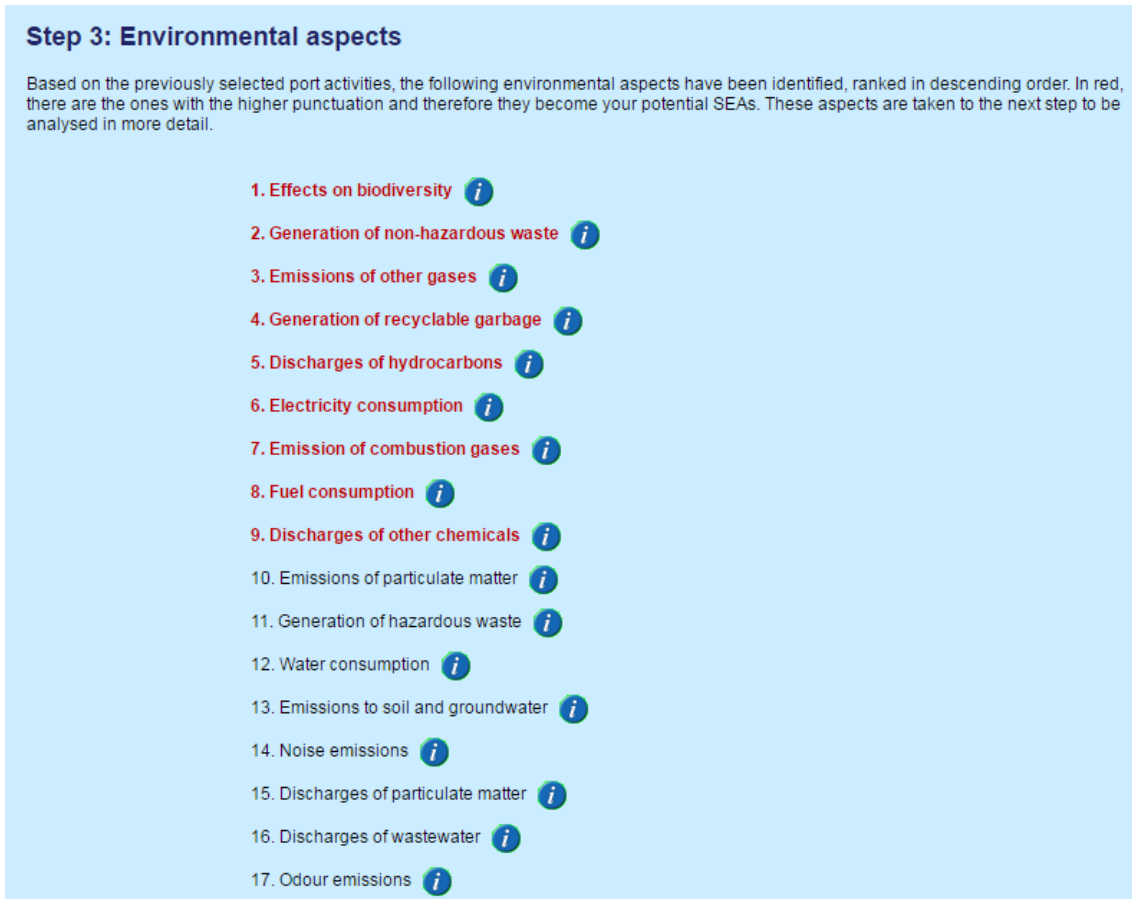 Step 3: Environmental aspects
Based on the previously selected port activities, the following environmental aspects have been identified, ranked in descending order. In red,
there are the ones with the higher punctuation and therefore they become your potential SEAs. These aspects are taken to the next step to be
analysed in more detail.
1. Effects on biodiversity i
2. Generation of non-hazardous waste i
3. Emissions of other gases i
4. Generation of recyclable garbage i
5. Discharges of hydrocarbons i
6. Electricity consumption i
7. Emission of combustion gases i
8. Fuel consumption i
9. Discharges of other chemicals i
10. Emissions of particulate matter i
11. Generation of hazardous waste i
12. Water consumption i
13. Emissions to soil and groundwater i
14. Noise emissions i
15. Discharges of particulate matter i
16. Discharges of wastewater i
17. Odour emissions i